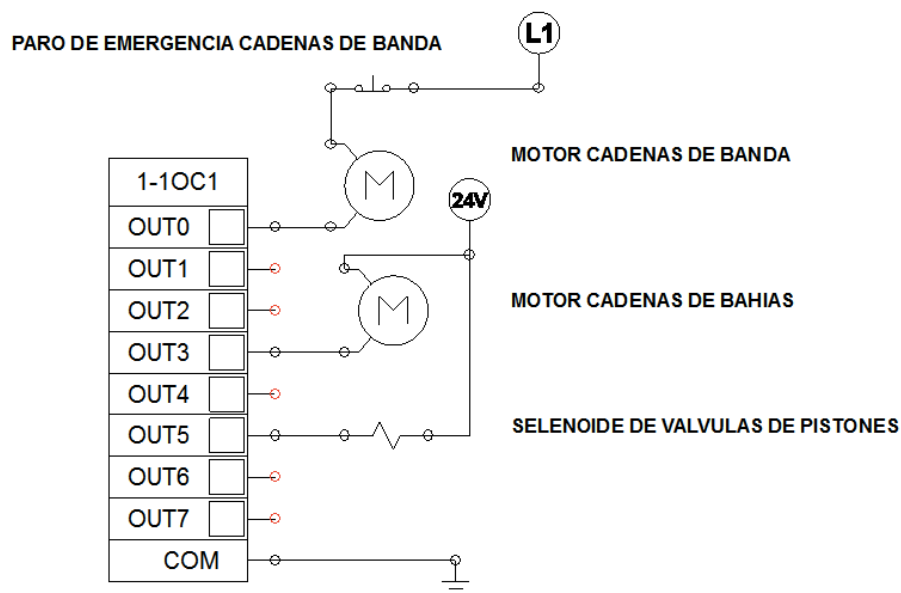 L1
PARO DE EMERGENCIA CADENAS DE BANDA
MOTOR CADENAS DE BANDA
M
1-1OC1
24V
OUT0
OUT1
MOTOR CADENAS DE BAHIAS
M
OUT2
OUT3
OUT4
SELENOIDE DE VALVULAS DE PISTONES
OUT5
OUT6
OUT7
COM